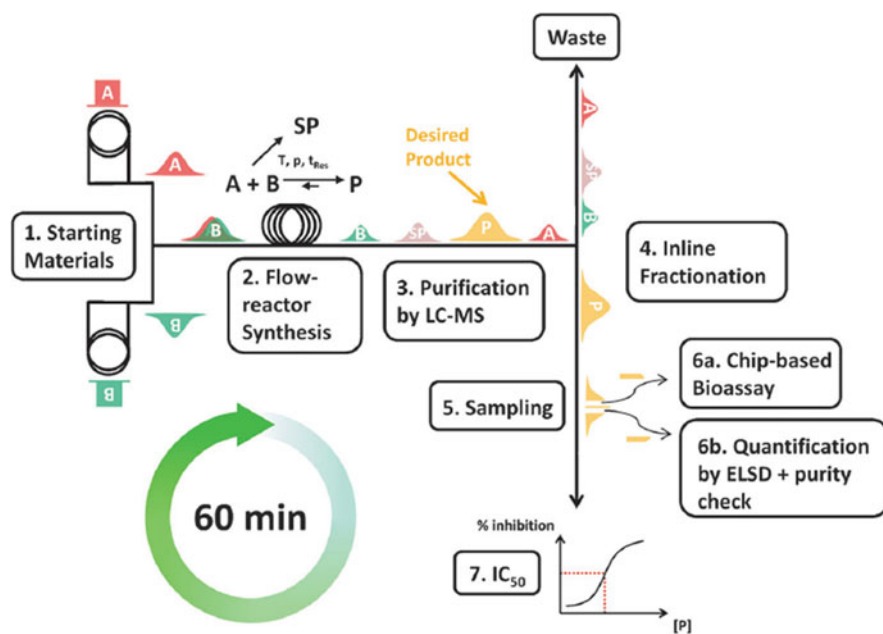 Waste
A
SP
T, p, t_Res
A + B
P
A
B
B
SP
Desired
Product
P
A
1. Starting
Materials
2. Flow-
reactor
Synthesis
3. Purification
by LC-MS
A
SP
B
P
4. Inline
Fractionation
B
B
5. Sampling
6a. Chip-based
Bioassay
6b. Quantification
by ELSD + purity
check
60 min
% inhibition
7. IC₅₀
[P]